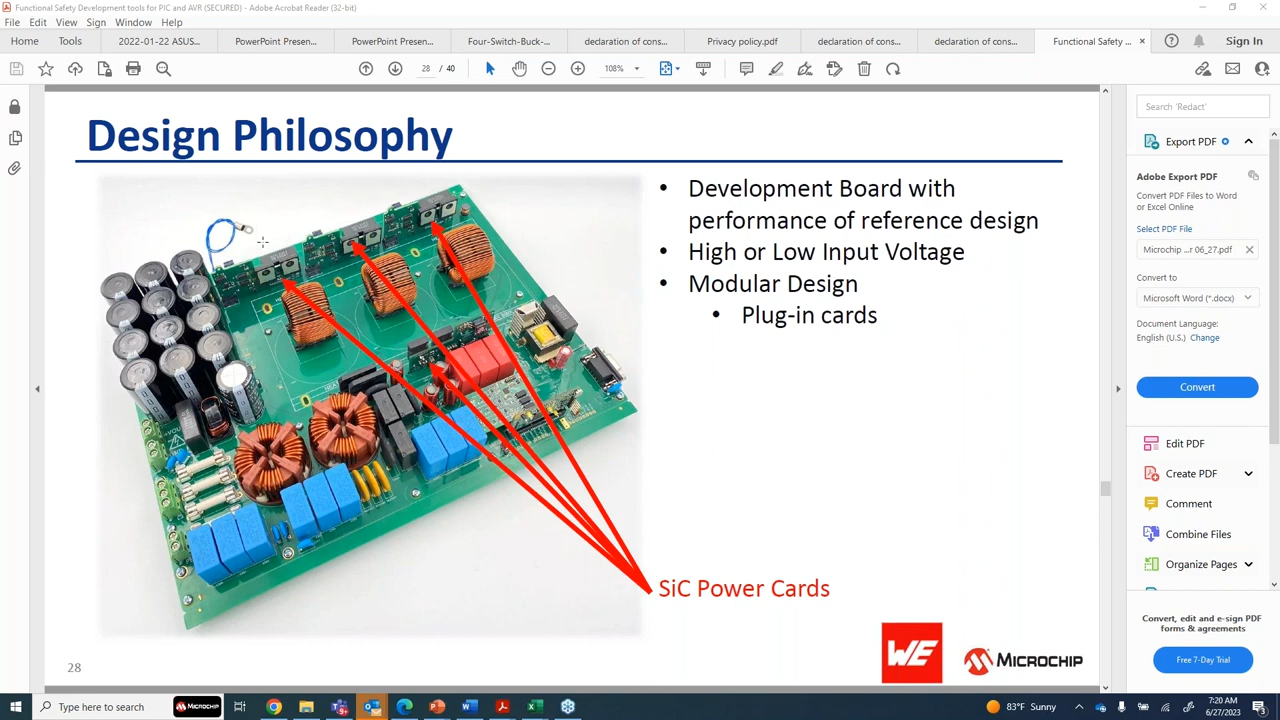 Functional Safety Development tools for PIC and AVR (SECURED) - Adobe Acrobat Reader (32-bit)
File Edit View Sign Window Help
Home Tools 2022-01-22 ASUS... PowerPoint Presen... PowerPoint Presen... Four-Switch-Buck-... declaration of cons... Privacy policy.pdf declaration of cons... declaration of cons... Functional Safety ... Sign In
28 / 40 108%
Search 'Redact'
Export PDF
Adobe Export PDF
Convert PDF Files to Word
or Excel Online
Select PDF File
Microchip ...r 06_27.pdf
Convert to
Microsoft Word (*.docx)
Document Language:
English (U.S.) Change
Convert
Edit PDF
Create PDF
Comment
Combine Files
Organize Pages
Convert, edit and e-sign PDF
forms & agreements
Free 7-Day Trial
Design Philosophy
• Development Board with
performance of reference design
• High or Low Input Voltage
• Modular Design
• Plug-in cards
SiC Power Cards
28
WE MICROCHIP
Type here to search
MICROCHIP
83°F Sunny
7:20 AM
6/27/2023